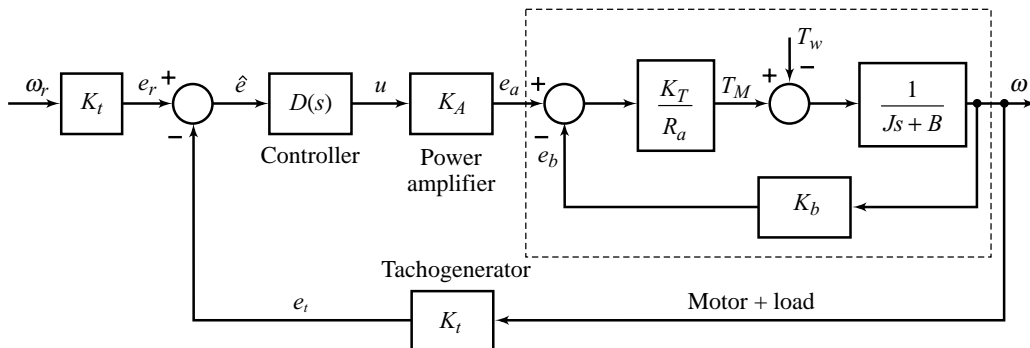 ω_r
K_t
e_r
+
−
ê
D(s)
Controller
u
K_A
Power
amplifier
e_a
+
−
e_b
K_T
R_a
T_M
+
T_w
−
1
Js + B
ω
K_b
Motor + load
Tachogenerator
K_t
e_t